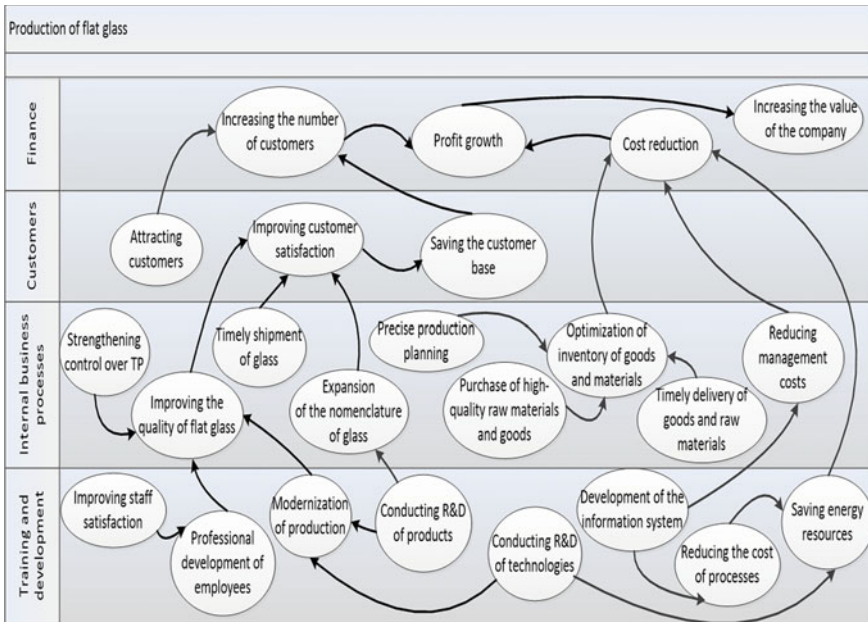 Production of flat glass
Finance
Increasing the number
of customers
Profit growth
Cost reduction
Increasing the value
of the company
Customers
Attracting
customers
Improving customer
satisfaction
Saving the customer
base
Internal business
processes
Strengthening
control over TP
Improving the
quality of flat glass
Timely shipment
of glass
Expansion
of the nomenclature
of glass
Precise production
planning
Purchase of high-
quality raw materials
and goods
Optimization of
inventory of goods
and materials
Timely delivery of
goods and raw
materials
Reducing
management
costs
Training and
development
Improving staff
satisfaction
Professional
development of
employees
Modernization
of production
Conducting R&D
of products
Conducting R&D
of technologies
Development of the
information system
Reducing the cost
of processes
Saving energy
resources